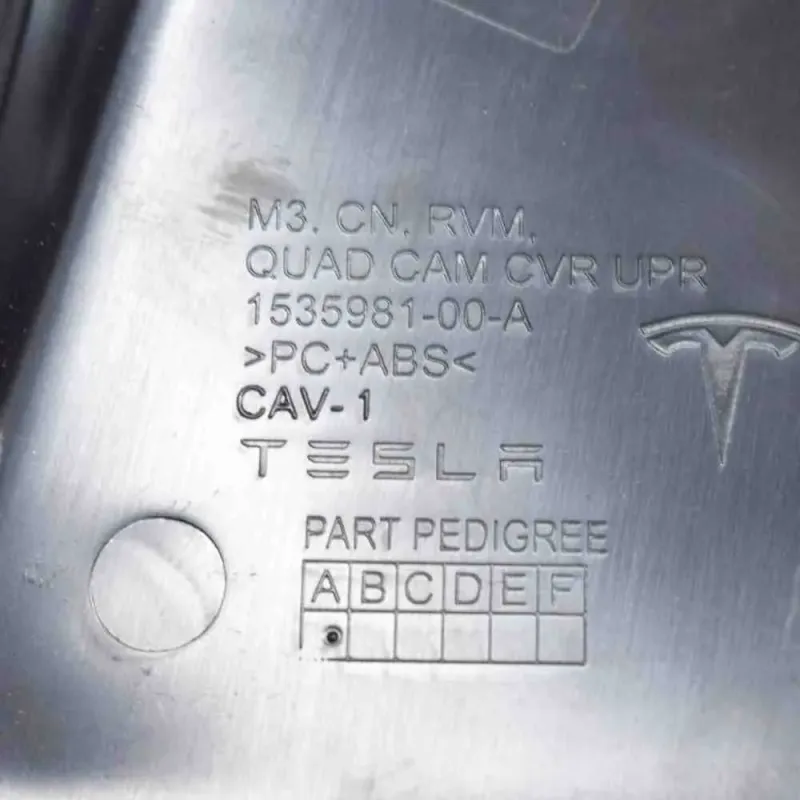 M3. CN, RVM,
QUAD CAM CVR UPR
1535981-00-A
>PC+ABS<
CAV-1
TESLA
PART PEDIGREE
A B C D E F